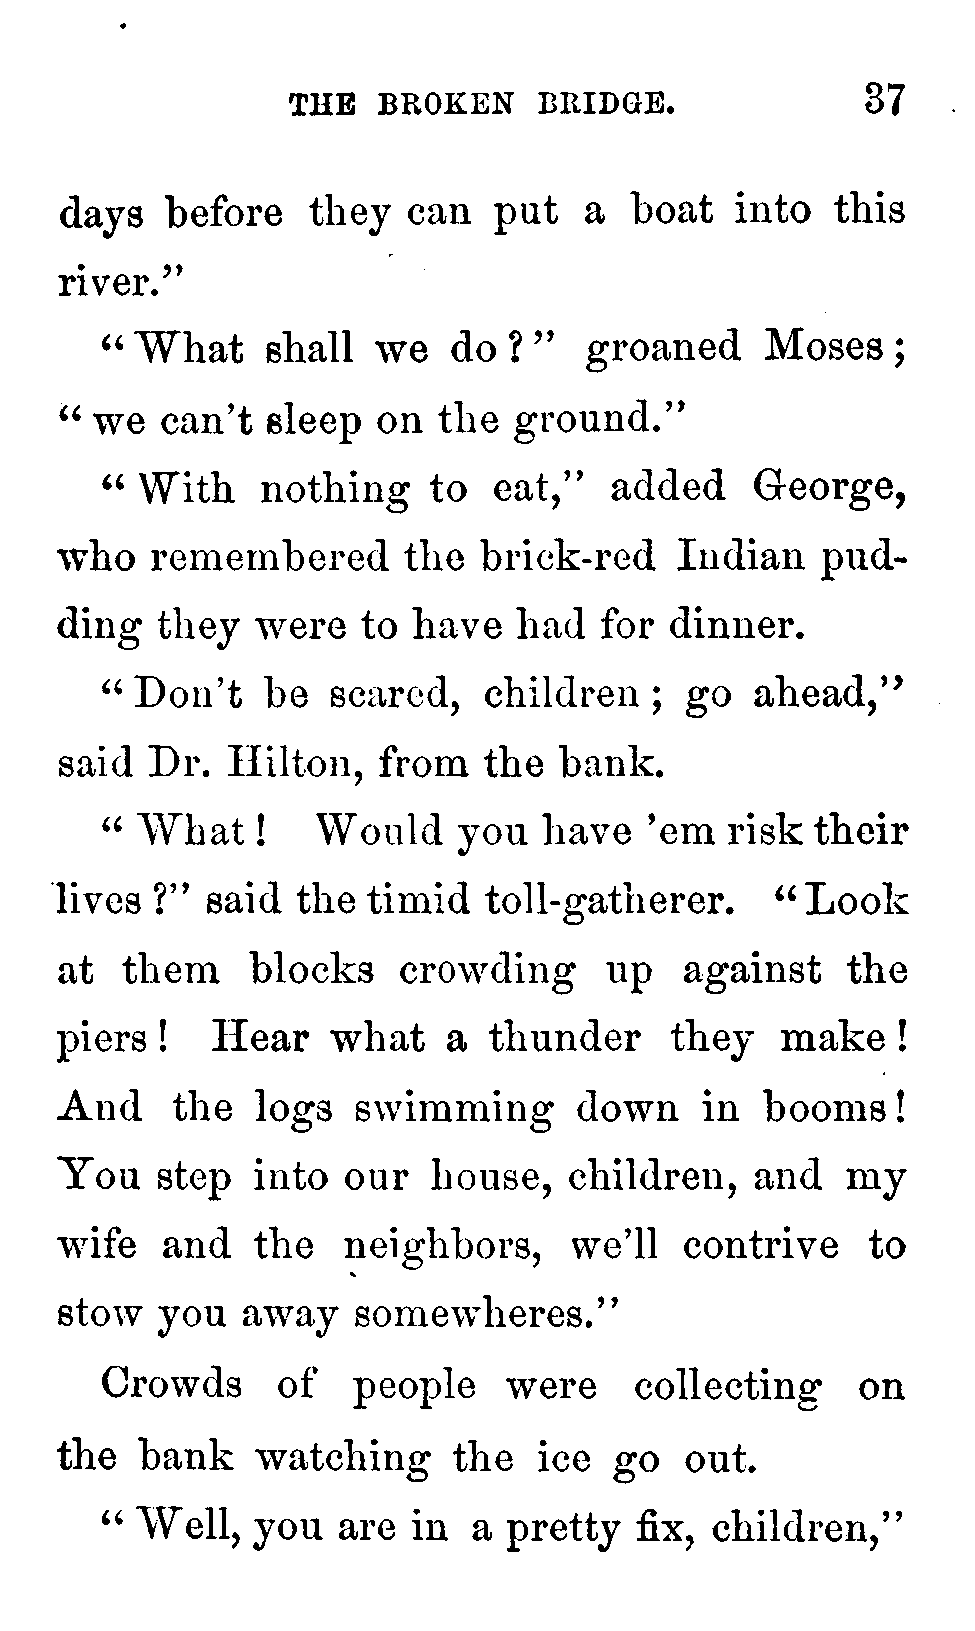 THE BROKEN BRIDGE. 37
days before they can put a boat into this
river."
"What shall we do?" groaned Moses;
"we can't sleep on the ground."
"With nothing to eat," added George,
who remembered the brick-red Indian pud-
ding they were to have had for dinner.
"Don't be scared, children; go ahead,"
said Dr. Hilton, from the bank.
"What! Would you have 'em risk their
lives?" said the timid toll-gatherer. "Look
at them blocks crowding up against the
piers! Hear what a thunder they make!
And the logs swimming down in booms!
You step into our house, children, and my
wife and the neighbors, we'll contrive to
stow you away somewheres."
Crowds of people were collecting on
the bank watching the ice go out.
"Well, you are in a pretty fix, children,"